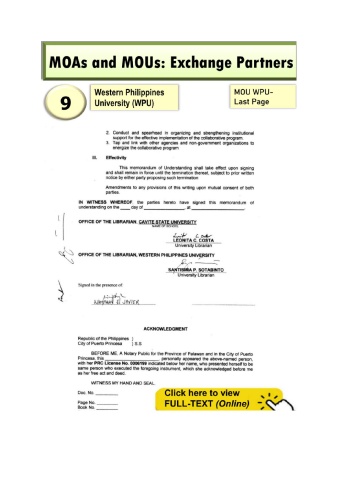 MOAs and MOUs: Exchange Partners
9
Western Philippines
University (WPU)
MOU WPU-
Last Page
2. Conduct and spearhead in organizing and strengthening institutional
support for the effective implementation of the collaborative program.
3. Tap and link with other agencies and non-government organizations to
energize the collaborative program
III. Effectivity
This memorandum of Understanding shall take effect upon signing
and shall remain in force until the termination thereof, subject to prior written
notice by either party proposing such termination
Amendments to any provisions of this writing upon mutual consent of both
parties.
IN WITNESS WHEREOF, the parties hereto have signed this memorandum of
understanding on the ____ day of ____________, at ____________________.
OFFICE OF THE LIBRARIAN, CAVITE STATE UNIVERSITY
LEONITA C. COSTA
University Librarian
OFFICE OF THE LIBRARIAN, WESTERN PHILIPPINES UNIVERSITY
SANTRISMA P. SOTABINTO
University Librarian
Signed in the presence of:
ACKNOWLEDGMENT
Republic of the Philippines )
City of Puerto Princesa ) S.S
BEFORE ME, A Notary Public for the Province of Palawan and in the City of Puerto
Princesa, this ____________________, personally appeared the above-named person,
with her PRC License No. 0006199 indicated below her name, who presented herself to be
same person who executed the foregoing instrument, which she acknowledged before me
as her free act and deed.
WITNESS MY HAND AND SEAL.
Doc. No. ________
Page No. ________
Book No. ________
Click here to view
FULL-TEXT (Online)